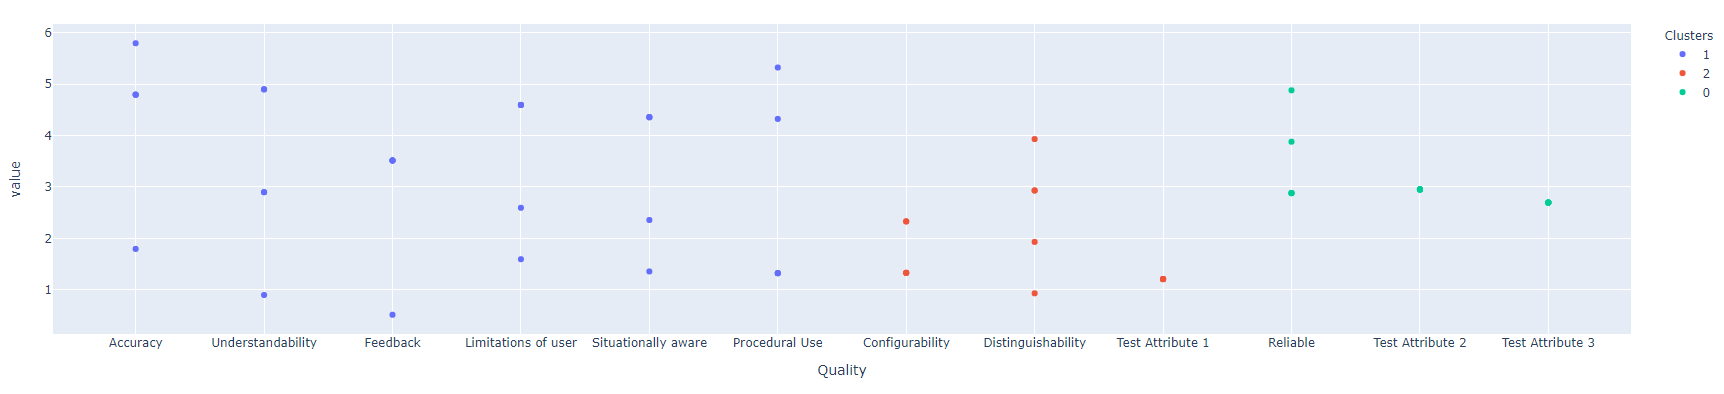 6
5
4
3
2
1
value
Accuracy
Understandability
Feedback
Limitations of user
Situationally aware
Procedural Use
Configurability
Distinguishability
Test Attribute 1
Reliable
Test Attribute 2
Test Attribute 3
Quality
Clusters
1
2
0